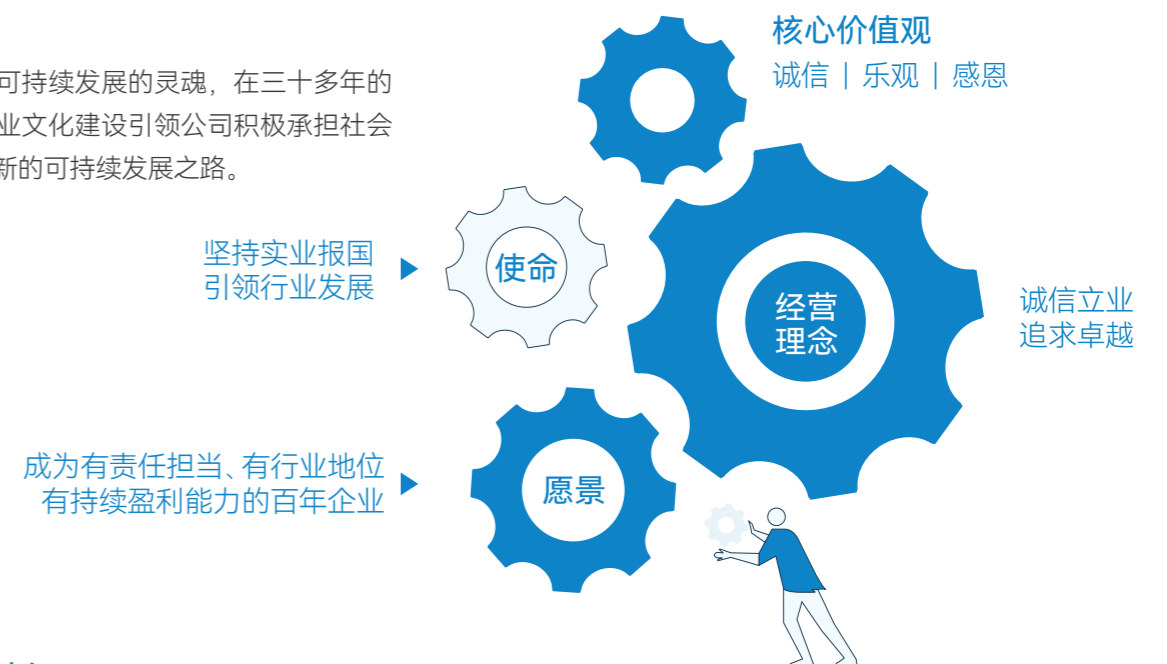 核心价值观
诚信 | 乐观 | 感恩
可持续发展的灵魂，在三十多年的
业文化建设引领公司积极承担社会
新的可持续发展之路。
坚持实业报国
引领行业发展
使命
经营
理念
诚信立业
追求卓越
成为有责任担当、有行业地位
有持续盈利能力的百年企业
愿景